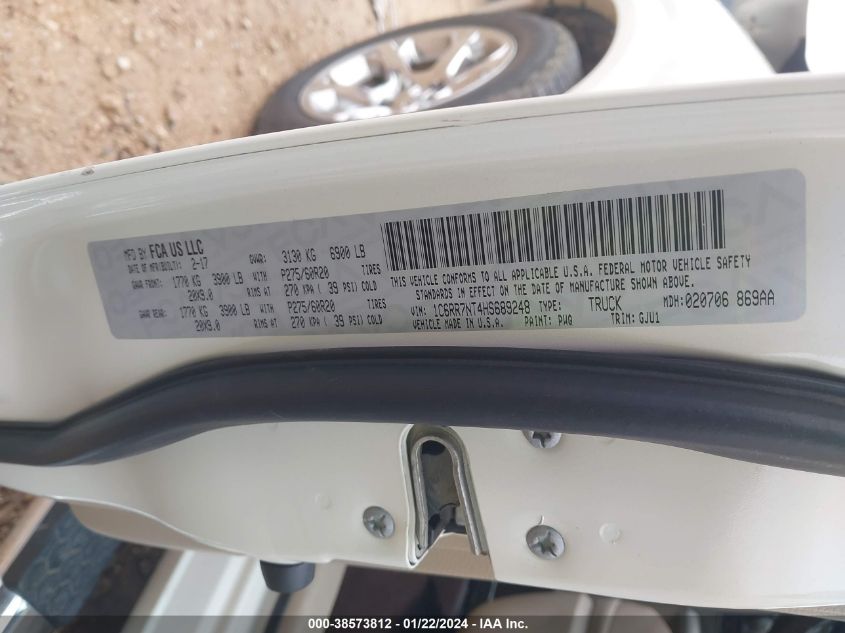 MFD BY FCA US LLC
DATE OF MFR(BUILT): 2-17 GVWR: 3130 KG 6900 LB
GAWR FRONT: 1770 KG 3900 LB WITH P275/60R20 TIRES
20X9.0 RIMS AT 270 KPA ( 39 PSI) COLD
GAWR REAR: 1770 KG 3900 LB WITH P275/60R20 TIRES
20X9.0 RIMS AT 270 KPA ( 39 PSI) COLD
THIS VEHICLE CONFORMS TO ALL APPLICABLE U.S.A. FEDERAL MOTOR VEHICLE SAFETY
STANDARDS IN EFFECT ON THE DATE OF MANUFACTURE SHOWN ABOVE.
VIN: 1C6RR7NT4HS689248 TYPE: TRUCK MDH: 020706 869AA
VEHICLE MADE IN U.S.A. PAINT: PWQ TRIM: GJU1
000-38573812 - 01/22/2024 - IAA Inc.